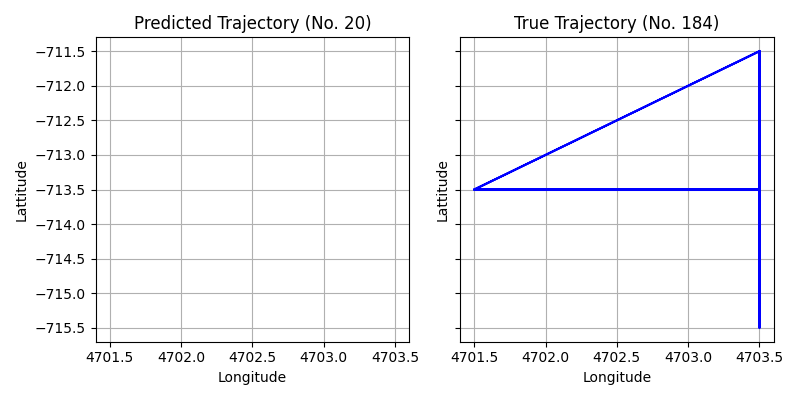 Predicted Trajectory (No. 20)
True Trajectory (No. 184)
−711.5
−712.0
−712.5
−713.0
−713.5
−714.0
−714.5
−715.0
−715.5
Lattitude
Lattitude
4701.5 4702.0 4702.5 4703.0 4703.5
4701.5 4702.0 4702.5 4703.0 4703.5
Longitude
Longitude